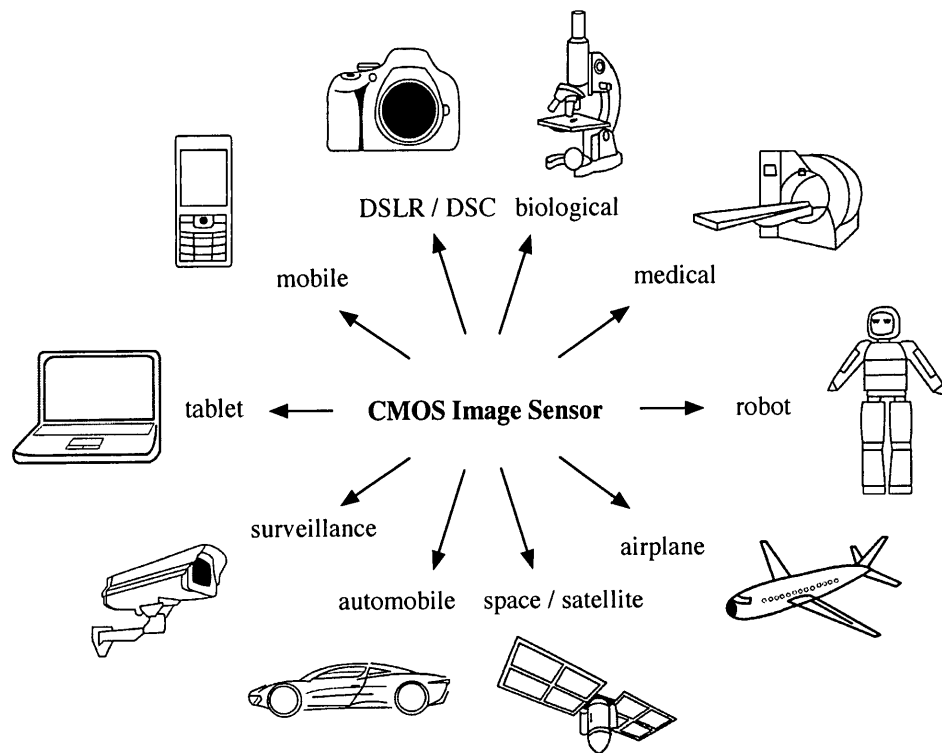 DSLR / DSC biological
mobile
medical
tablet
CMOS Image Sensor
robot
surveillance
airplane
automobile
space / satellite